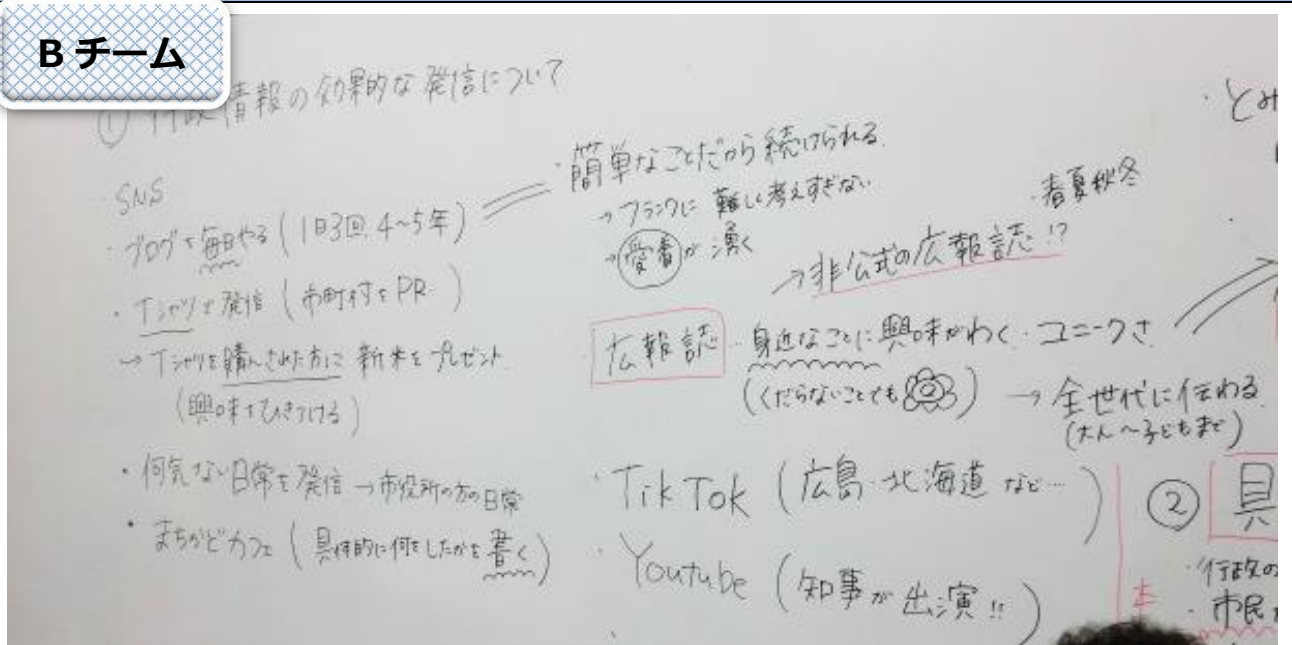 Bチーム
① 行政情報の効果的な発信について
・SNS
・ブログを毎日やる(1日3回、4~5年)
・Tシャツで発信(市町村をPR)
→Tシャツを購入された方に新米をプレゼント
(興味をひきつける)
・何気ない日常を発信→市役所の方の日常
・まちかどカフェ(具体的に何をしたかを書く)
・簡単なことだから続けられる
→フランクに 難しく考えすぎない
→愛着が湧く
→非公式の広報誌!?
・春夏秋冬
・広報誌・・身近なことに興味がわく・ユニークさ
(くだらないことでも)→全世代に伝わる
(大人~子どもまで)
・TikTok(広島・北海道など…)
・Youtube(知事が出演!!)
・とみ
② 具
・行政の
・市民